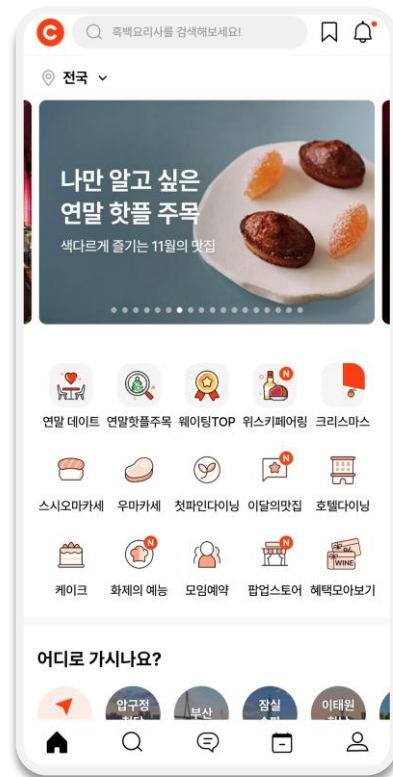 C
흑백요리사를 검색해보세요!
전국
나만 알고 싶은
연말 핫플 주목
색다르게 즐기는 11월의 맛집
연말 데이트 연말핫플주목 웨이팅TOP 위스키페어링 크리스마스
N
스시오마카세 우마카세 첫파인다이닝 이달의맛집 호텔다이닝
N
케이크 화제의 예능 모임예약 팝업스토어 혜택모아보기
N N
% WINE
어디로 가시나요?
압구정 부산 잠실 이태원